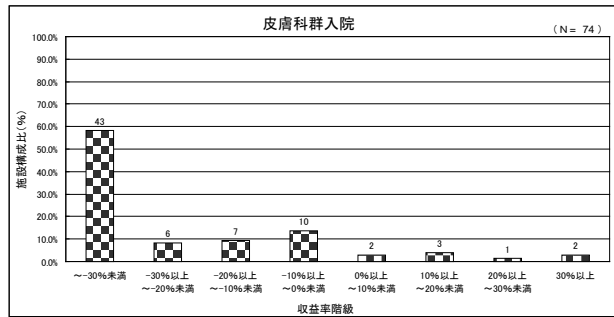 皮膚科群入院
(N= 74)
施設構成比(%)
100.0%
90.0%
80.0%
70.0%
60.0%
50.0%
40.0%
30.0%
20.0%
10.0%
0.0%
43
6
7
10
2
3
1
2
～-30%未満
-30%以上
～-20%未満
-20%以上
～-10%未満
-10%以上
～0%未満
0%以上
～10%未満
10%以上
～20%未満
20%以上
～30%未満
30%以上
収益率階級